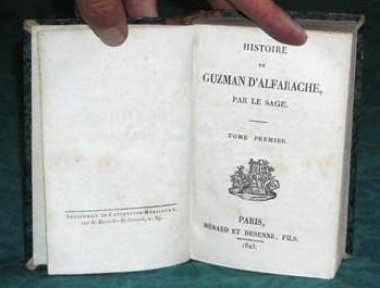 HISTOIRE
DE
GUZMAN D'ALFARACHE,
PAR LE SAGE.
TOME PREMIER.
PARIS,
MÉNARD ET DESENNE, FILS.